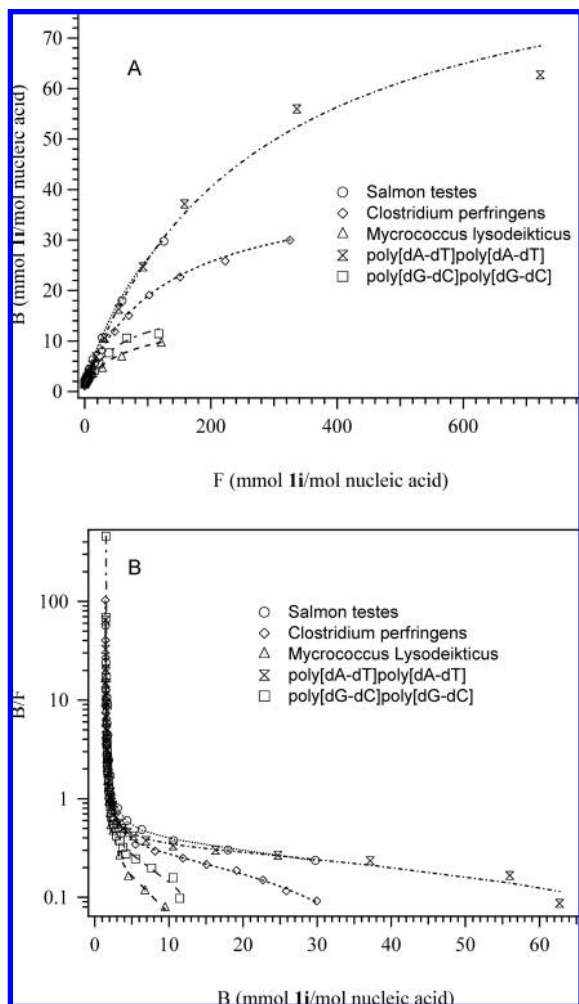 A
B (mmol 1i/mol nucleic acid)
70
60
50
40
30
20
10
0
Salmon testes
Clostridium perfringens
Mycrococcus lysodeikticus
poly[dA-dT]poly[dA-dT]
poly[dG-dC]poly[dG-dC]
0
200
400
600
F (mmol 1i/mol nucleic acid)
B
B/F
100
10
1
0.1
Salmon testes
Clostridium perfringens
Mycrococcus Lysodeikticus
poly[dA-dT]poly[dA-dT]
poly[dG-dC]poly[dG-dC]
0
10
20
30
40
50
60
B (mmol 1i/mol nucleic acid)